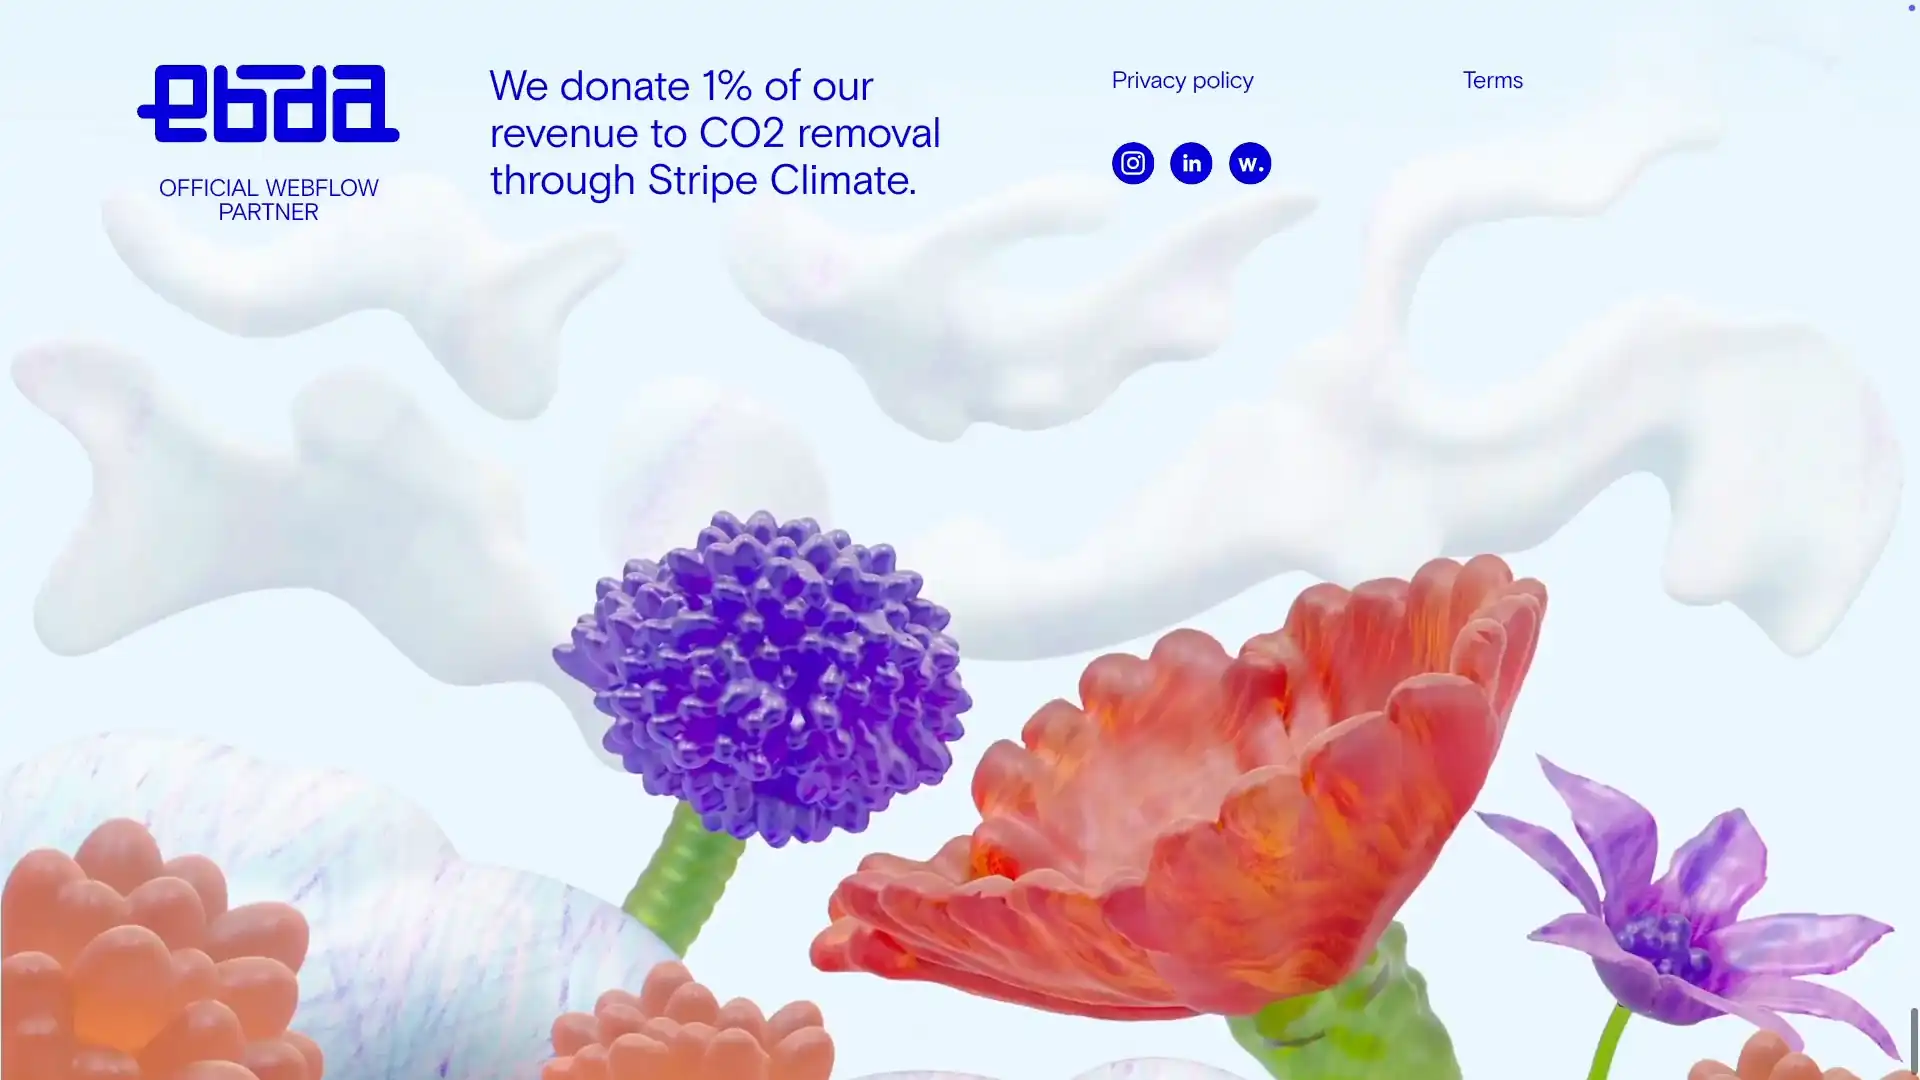 ebda
OFFICIAL WEBFLOW
PARTNER
We donate 1% of our
revenue to CO2 removal
through Stripe Climate.
Privacy policy
Terms
in
w.